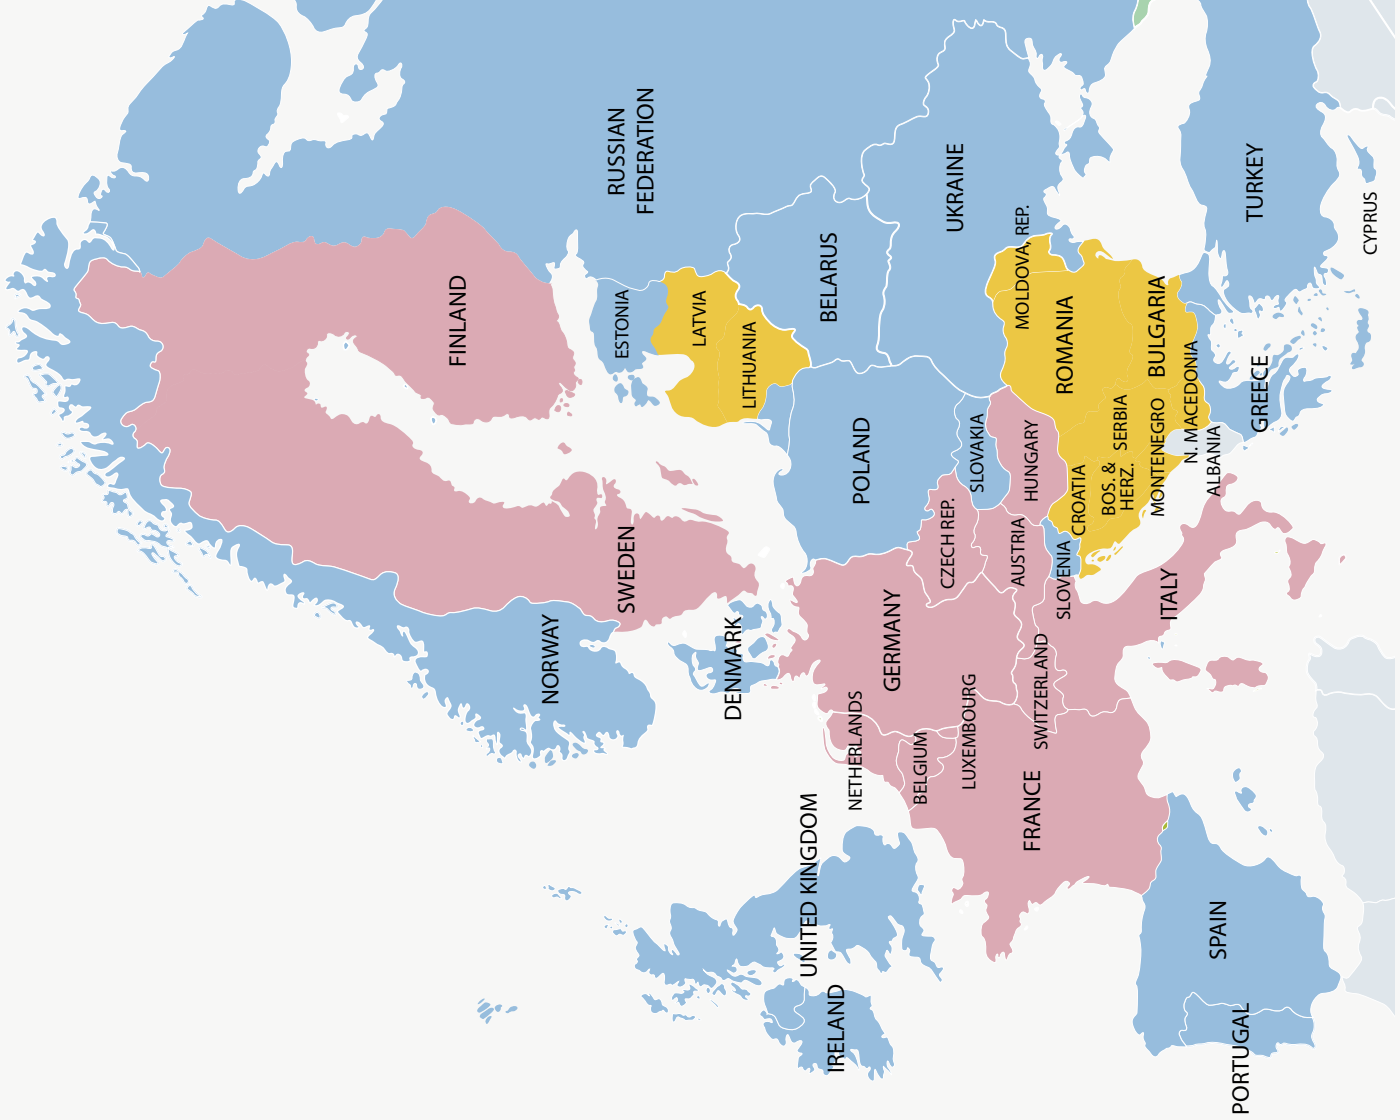 NORWAY
SWEDEN
FINLAND
RUSSIAN
FEDERATION
ESTONIA
LATVIA
LITHUANIA
DENMARK
UNITED KINGDOM
IRELAND
NETHERLANDS
BELGIUM
LUXEMBOURG
GERMANY
POLAND
BELARUS
UKRAINE
CZECH REP.
SLOVAKIA
AUSTRIA
HUNGARY
SWITZERLAND
FRANCE
SLOVENIA
CROATIA
BOS. &
HERZ.
SERBIA
MONTENEGRO
MOLDOVA, REP.
ROMANIA
BULGARIA
N. MACEDONIA
ALBANIA
ITALY
GREECE
TURKEY
CYPRUS
SPAIN
PORTUGAL